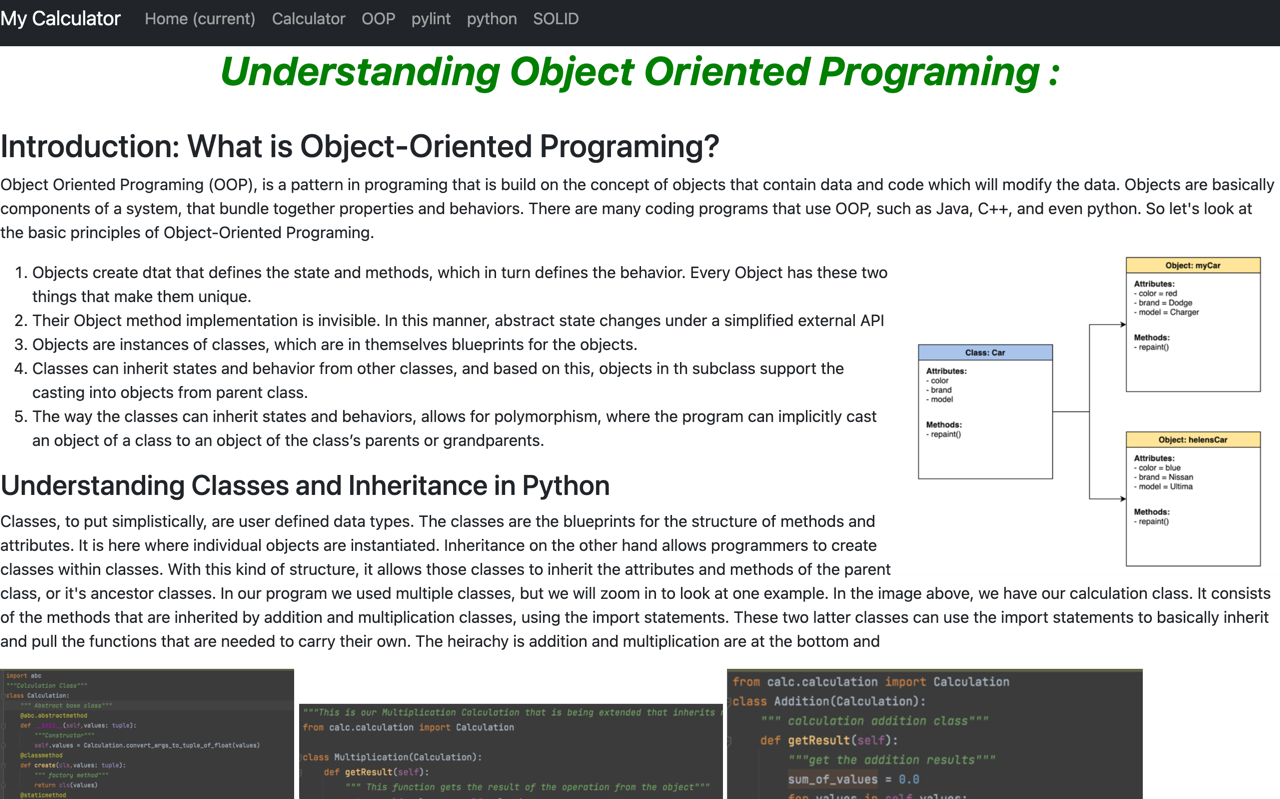 My Calculator Home (current) Calculator OOP pylint python SOLID
Understanding Object Oriented Programing :
Introduction: What is Object-Oriented Programing?
Object Oriented Programing (OOP), is a pattern in programing that is build on the concept of objects that contain data and code which will modify the data. Objects are basically
components of a system, that bundle together properties and behaviors. There are many coding programs that use OOP, such as Java, C++, and even python. So let's look at
the basic principles of Object-Oriented Programing.
1. Objects create dtat that defines the state and methods, which in turn defines the behavior. Every Object has these two
things that make them unique.
2. Their Object method implementation is invisible. In this manner, abstract state changes under a simplified external API
3. Objects are instances of classes, which are in themselves blueprints for the objects.
4. Classes can inherit states and behavior from other classes, and based on this, objects in th subclass support the
casting into objects from parent class.
5. The way the classes can inherit states and behaviors, allows for polymorphism, where the program can implicitly cast
an object of a class to an object of the class’s parents or grandparents.
Class: Car
Attributes:
- color
- brand
- model
Methods:
- repaint()
Object: myCar
Attributes:
- color = red
- brand = Dodge
- model = Charger
Methods:
- repaint()
Object: helensCar
Attributes:
- color = blue
- brand = Nissan
- model = Ultima
Methods:
- repaint()
Understanding Classes and Inheritance in Python
Classes, to put simplistically, are user defined data types. The classes are the blueprints for the structure of methods and
attributes. It is here where individual objects are instantiated. Inheritance on the other hand allows programmers to create
classes within classes. With this kind of structure, it allows those classes to inherit the attributes and methods of the parent
class, or it's ancestor classes. In our program we used multiple classes, but we will zoom in to look at one example. In the image above, we have our calculation class. It consists
of the methods that are inherited by addition and multiplication classes, using the import statements. These two latter classes can use the import statements to basically inherit
and pull the functions that are needed to carry their own. The heirachy is addition and multiplication are at the bottom and
import abc
"""Calculation Class"""
class Calculation:
""" Abstract base class"""
@abc.abstractmethod
def __init__(self,values: tuple):
"""Constructor"""
self.values = Calculation.convert_args_to_tuple_of_float(values)
@classmethod
def create(cls,values: tuple):
""" factory method"""
return cls(values)
@staticmethod
"""This is our Multiplication Calculation that is being extended that inherits
from calc.calculation import Calculation
class Multiplication(Calculation):
def getResult(self):
""" This function gets the result of the operation from the object"""
from calc.calculation import Calculation
class Addition(Calculation):
""" calculation addition class"""
def getResult(self):
"""get the addition results"""
sum_of_values = 0.0
for values in self.values: